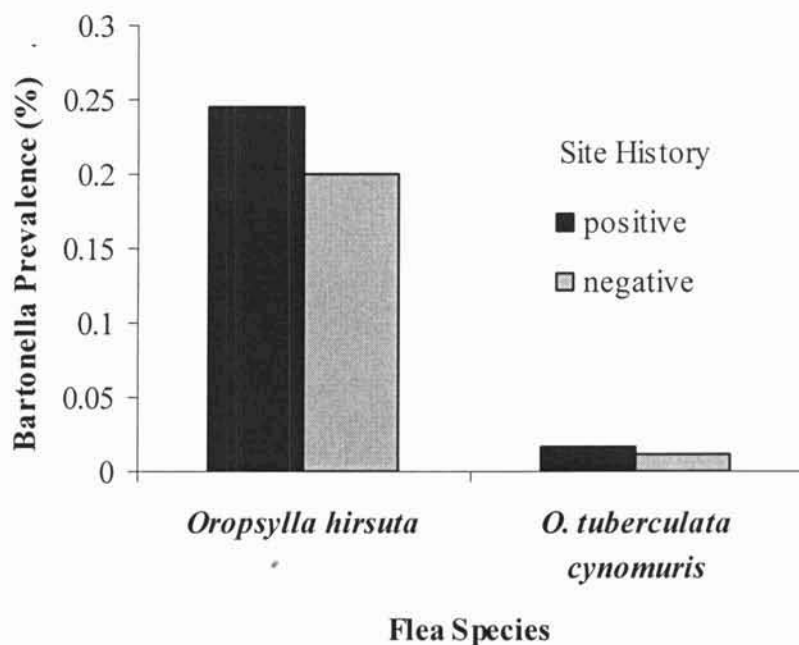 Bartonella Prevalence (%)
0.3
0.25
0.2
0.15
0.1
0.05
0
Site History
positive
negative
Oropsylla hirsuta
O. tuberculata
cynomuris
Flea Species